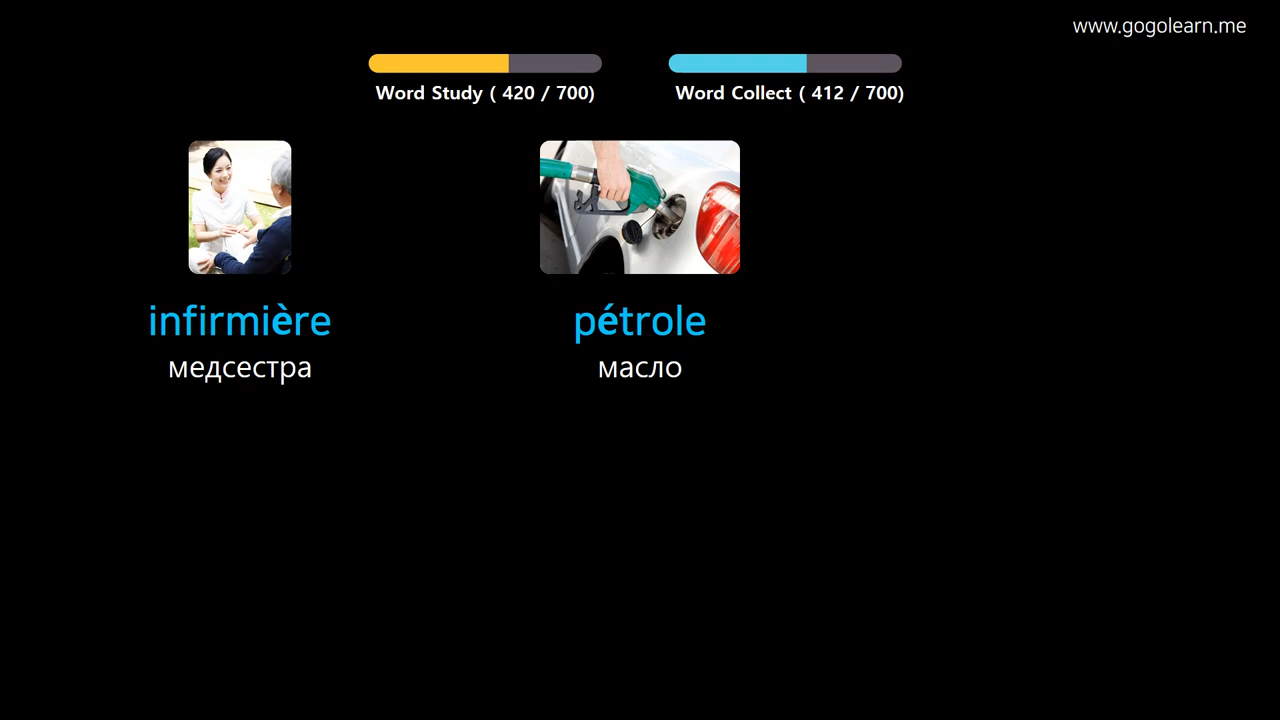 www.gogolearn.me
Word Study ( 420 / 700)
Word Collect ( 412 / 700)
infirmière
pétrole
медсестра
масло